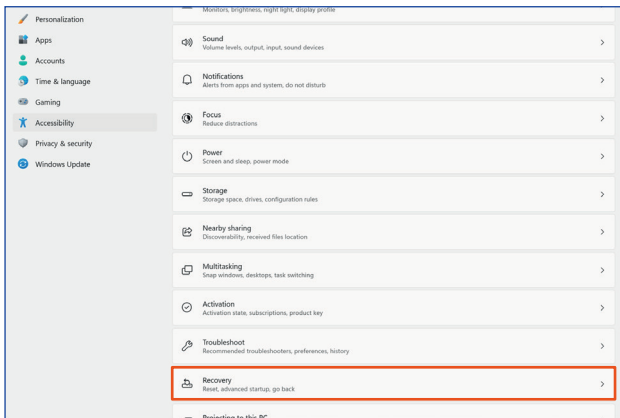 Monitors, brightness, night light, display profile
Personalization
Apps
Accounts
Time & language
Gaming
Accessibility
Privacy & security
Windows Update
Sound
Volume levels, output, input, sound devices
Notifications
Alerts from apps and system, do not disturb
Focus
Reduce distractions
Power
Screen and sleep, power mode
Storage
Storage space, drives, configuration rules
Nearby sharing
Discoverability, received files location
Multitasking
Snap windows, desktops, task switching
Activation
Activation state, subscriptions, product key
Troubleshoot
Recommended troubleshooters, preferences, history
Recovery
Reset, advanced startup, go back
Projecting to this PC